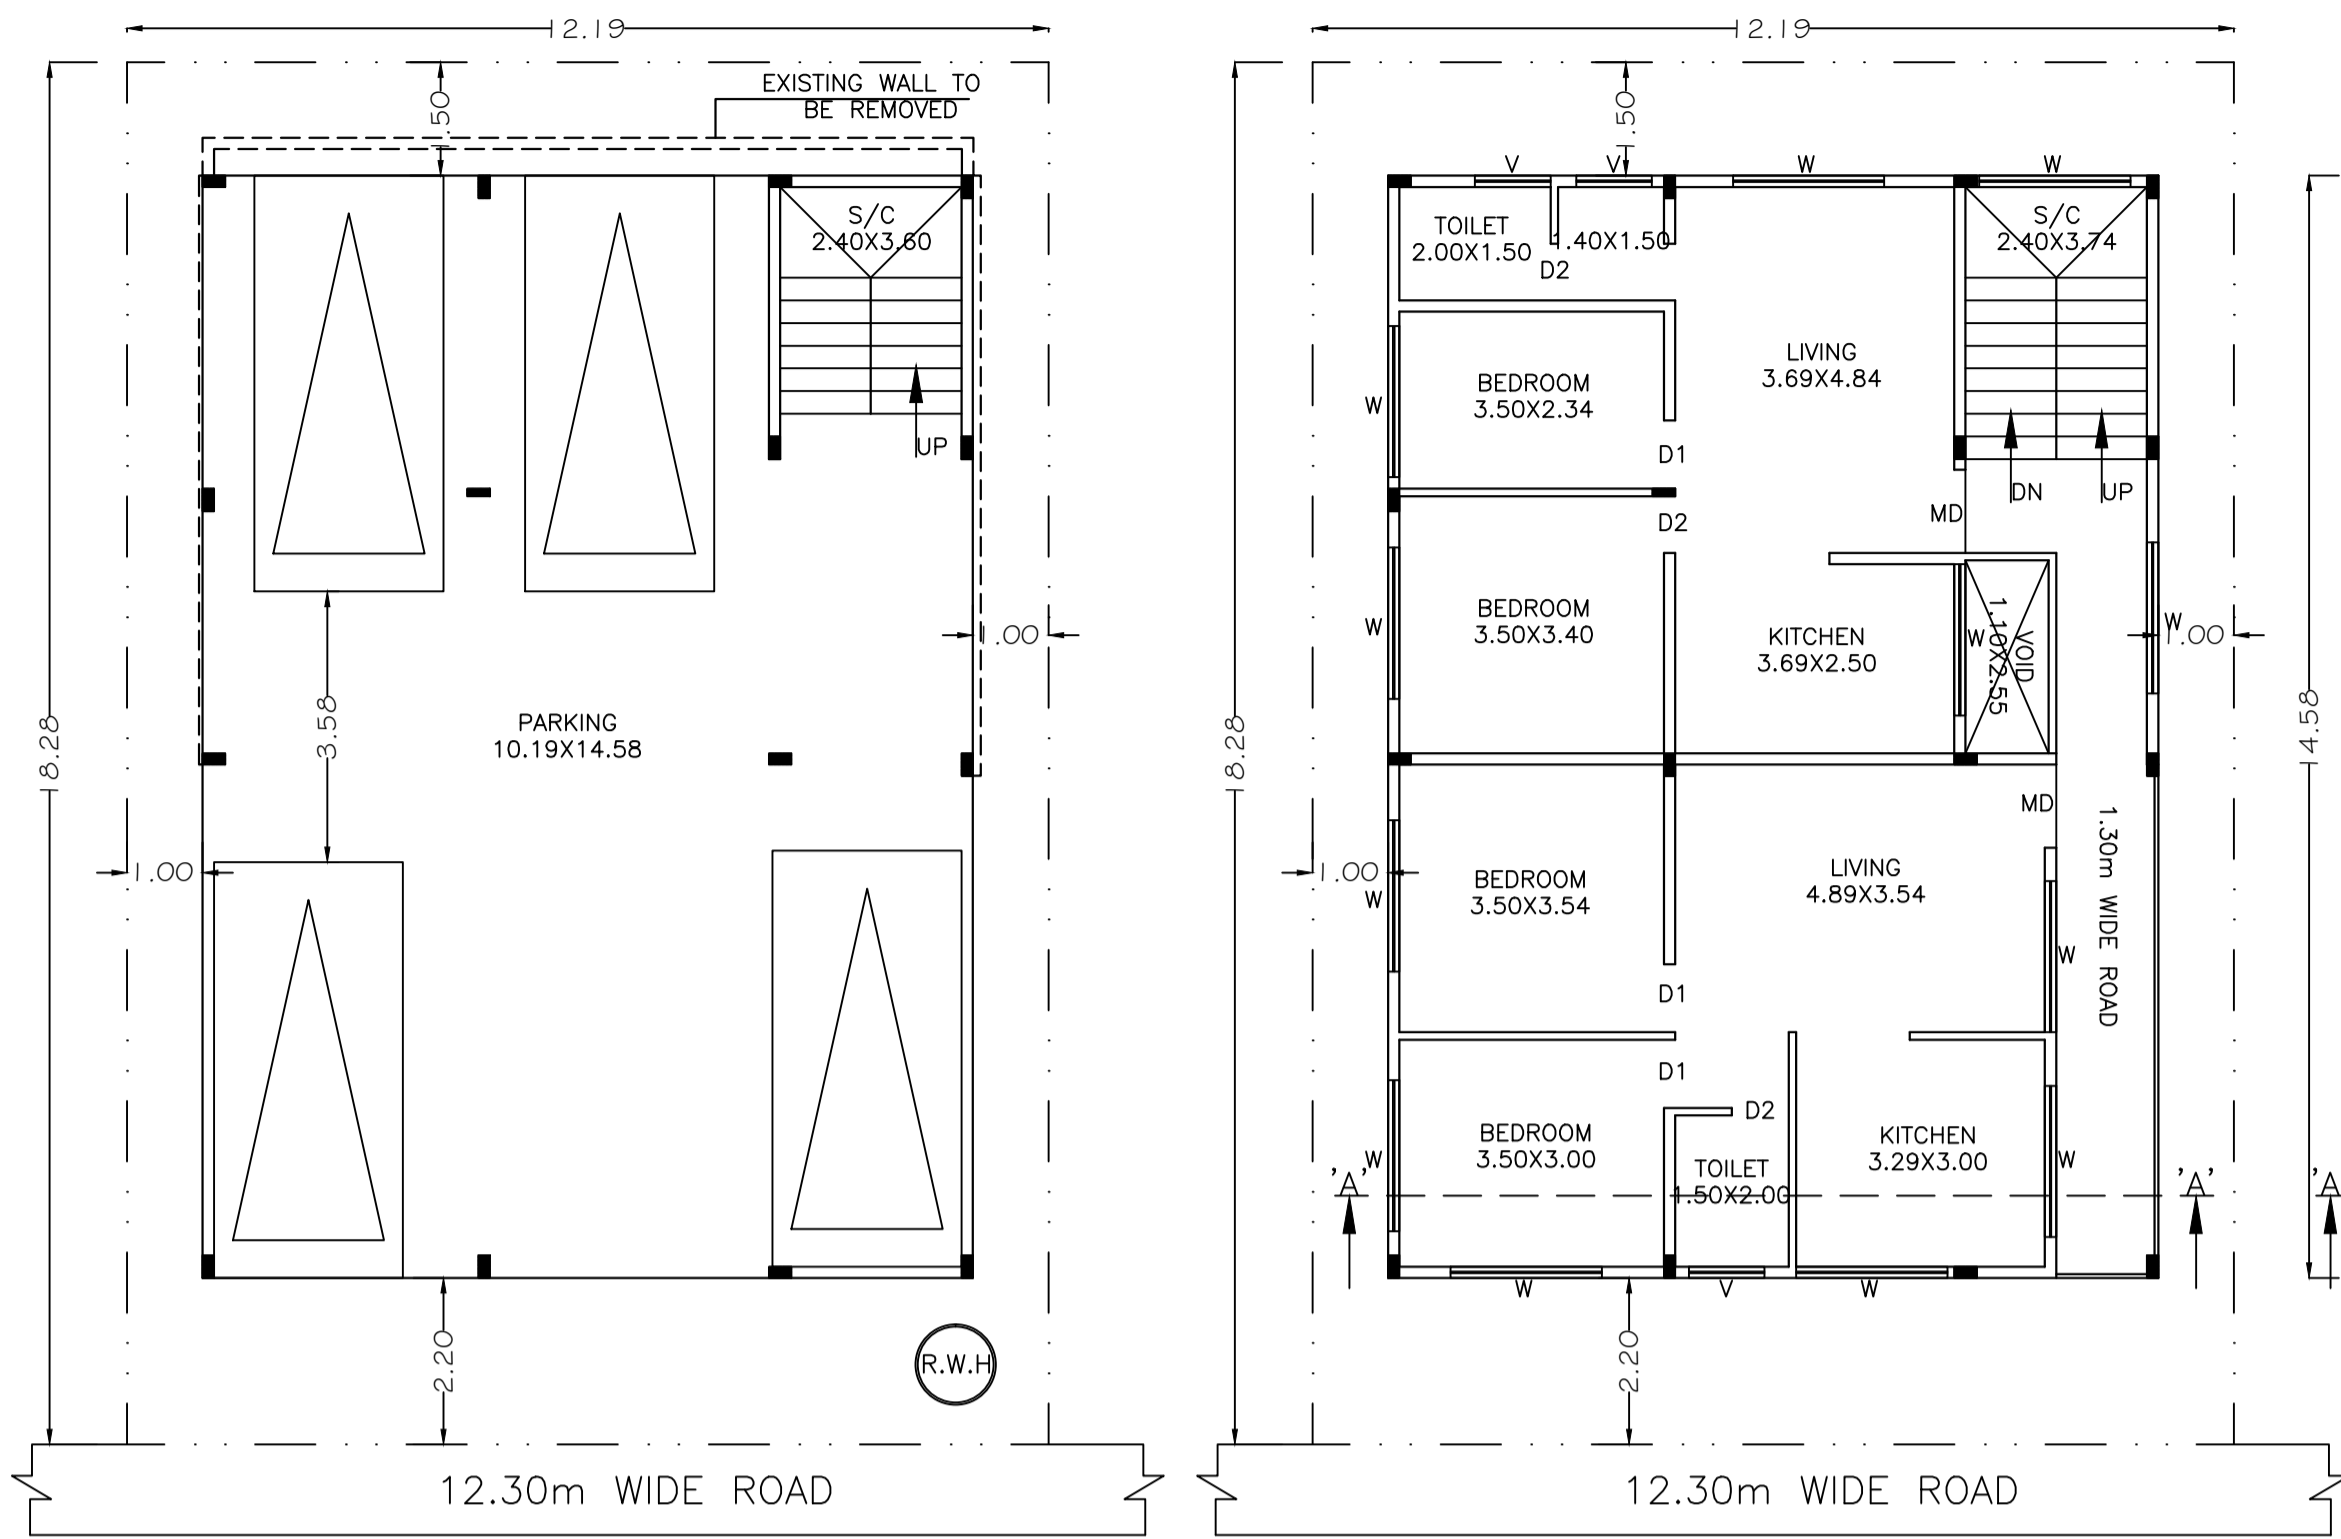 12.19
1.50
EXISTING WALL TO
BE REMOVED
S/C
2.40X3.60
UP
1.00
18.28
3.58
PARKING
10.19X14.58
1.00
2.20
R.W.H
12.30m WIDE ROAD
12.19
1.50
V
V
W
W
TOILET
2.00X1.50
1.40X1.50
D2
S/C
2.40X3.74
LIVING
3.69X4.84
BEDROOM
3.50X2.34
W
D1
DN
UP
MD
D2
BEDROOM
3.50X3.40
W
KITCHEN
3.69X2.50
W
VOID
1.10X2.55
W
1.00
18.28
14.58
MD
1.30m WIDE ROAD
LIVING
4.89X3.54
BEDROOM
3.50X3.54
1.00
W
W
D1
D1
D2
BEDROOM
3.50X3.00
W
KITCHEN
3.29X3.00
W
TOILET
1.50X2.00
'A'
'A'
'A
W
V
W
2.20
12.30m WIDE ROAD